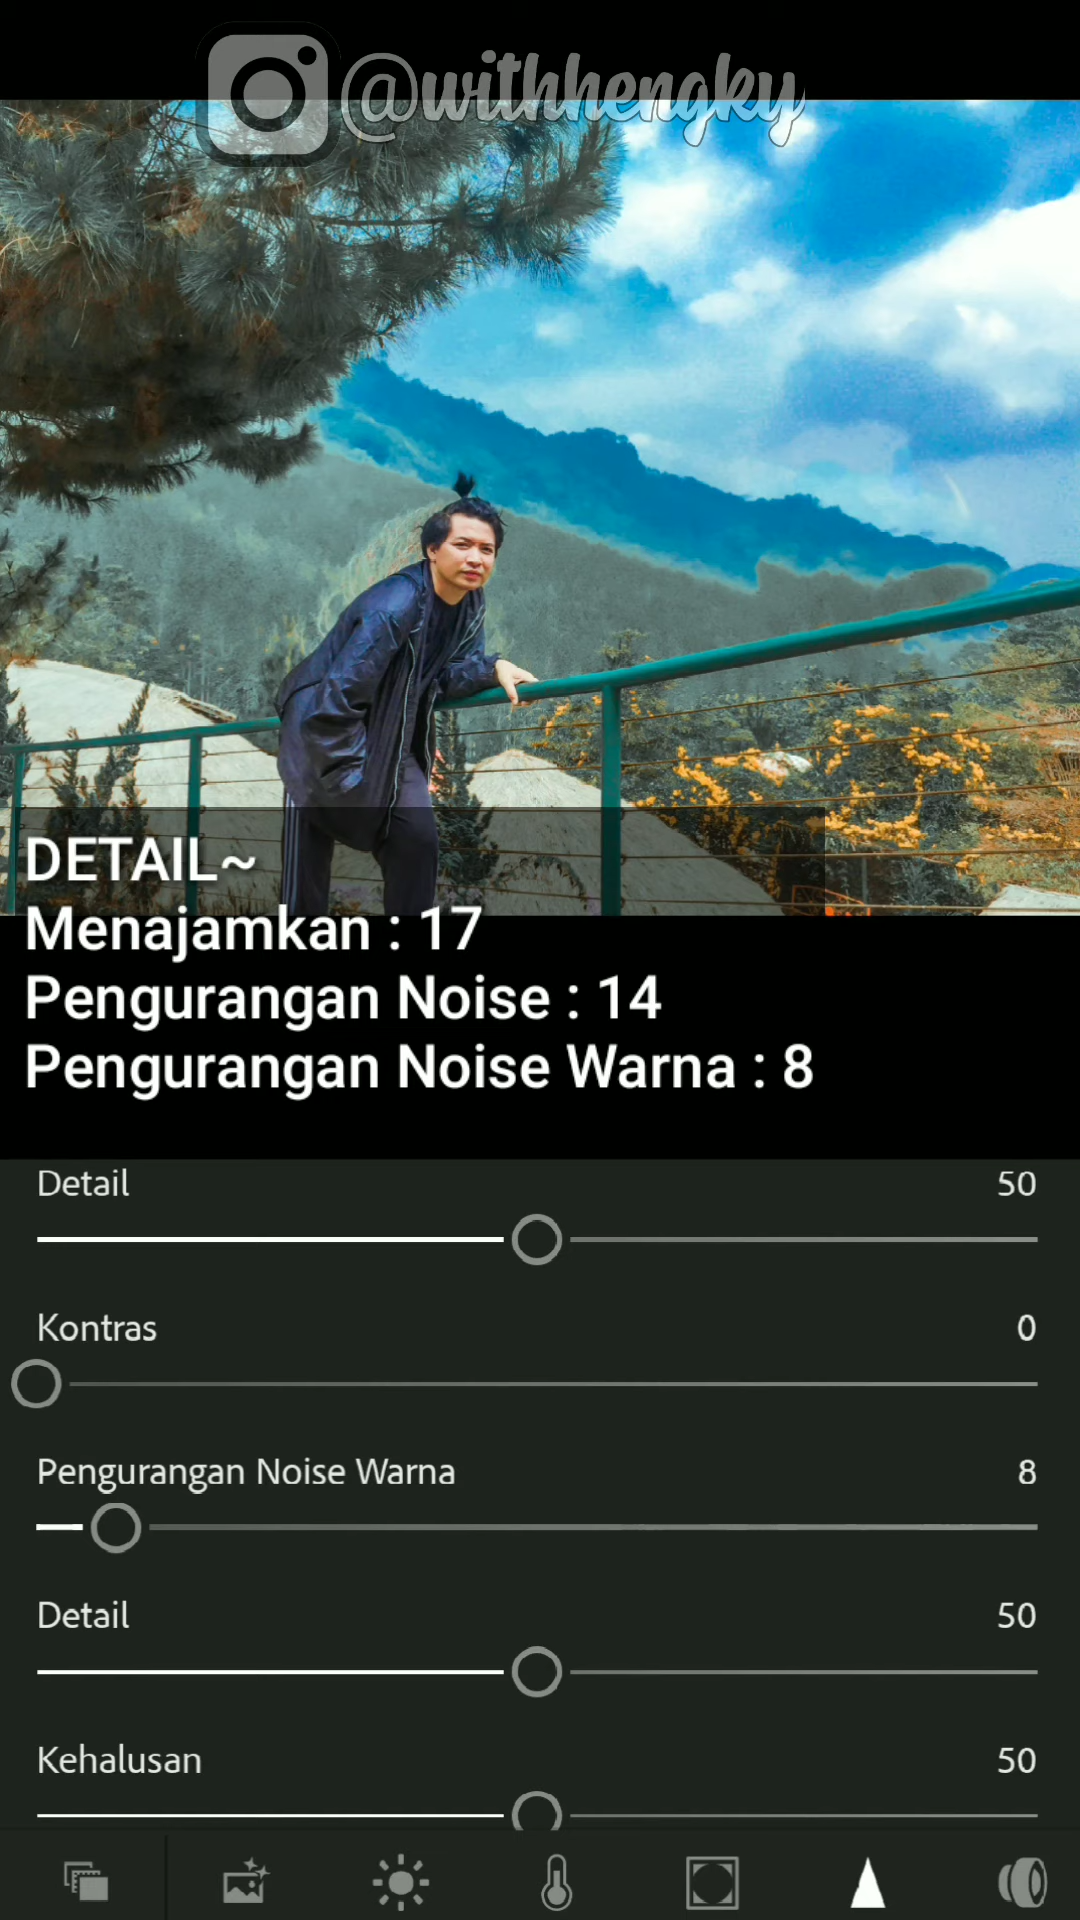 @withhengky
DETAIL~
Menajamkan : 17
Pengurangan Noise : 14
Pengurangan Noise Warna : 8
Detail 50
Kontras 0
Pengurangan Noise Warna 8
Detail 50
Kehalusan 50